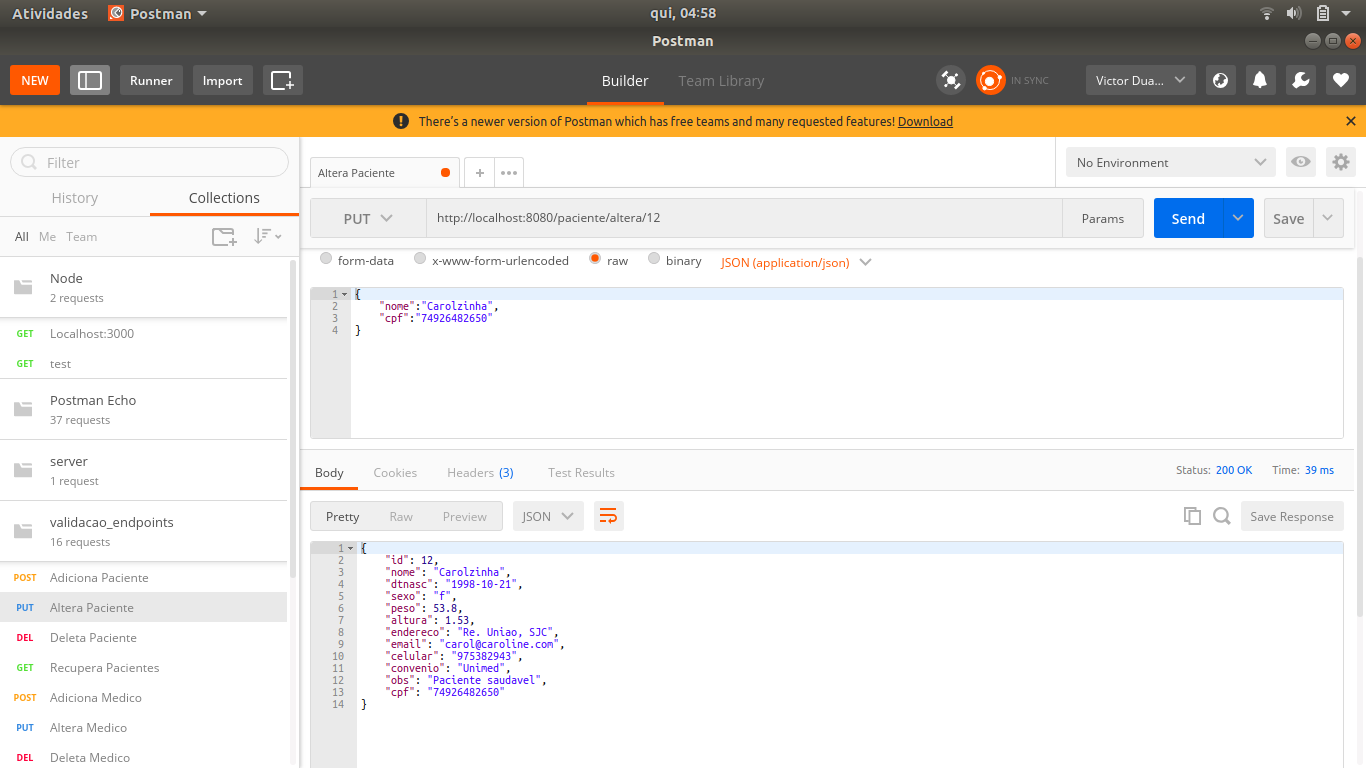 Atividades Postman qui, 04:58
Postman
NEW Runner Import Builder Team Library IN SYNC Victor Dua...
There's a newer version of Postman which has free teams and many requested features! Download
Filter
History Collections
All Me Team
Node
2 requests
GET Localhost:3000
GET test
Postman Echo
37 requests
server
1 request
validacao_endpoints
16 requests
POST Adiciona Paciente
PUT Altera Paciente
DEL Deleta Paciente
GET Recupera Pacientes
POST Adiciona Medico
PUT Altera Medico
DEL Deleta Medico
Altera Paciente + ••• No Environment
PUT http://localhost:8080/paciente/altera/12 Params Send Save
form-data x-www-form-urlencoded raw binary JSON (application/json)
1 {
2 "nome":"Carolzinha",
3 "cpf":"74926482650"
4 }
Body Cookies Headers (3) Test Results Status: 200 OK Time: 39 ms
Pretty Raw Preview JSON Save Response
1 {
2 "id": 12,
3 "nome": "Carolzinha",
4 "dtnasc": "1998-10-21",
5 "sexo": "f",
6 "peso": 53.8,
7 "altura": 1.53,
8 "endereco": "Re. Uniao, SJC",
9 "email": "carol@caroline.com",
10 "celular": "975382943",
11 "convenio": "Unimed",
12 "obs": "Paciente saudavel",
13 "cpf": "74926482650"
14 }